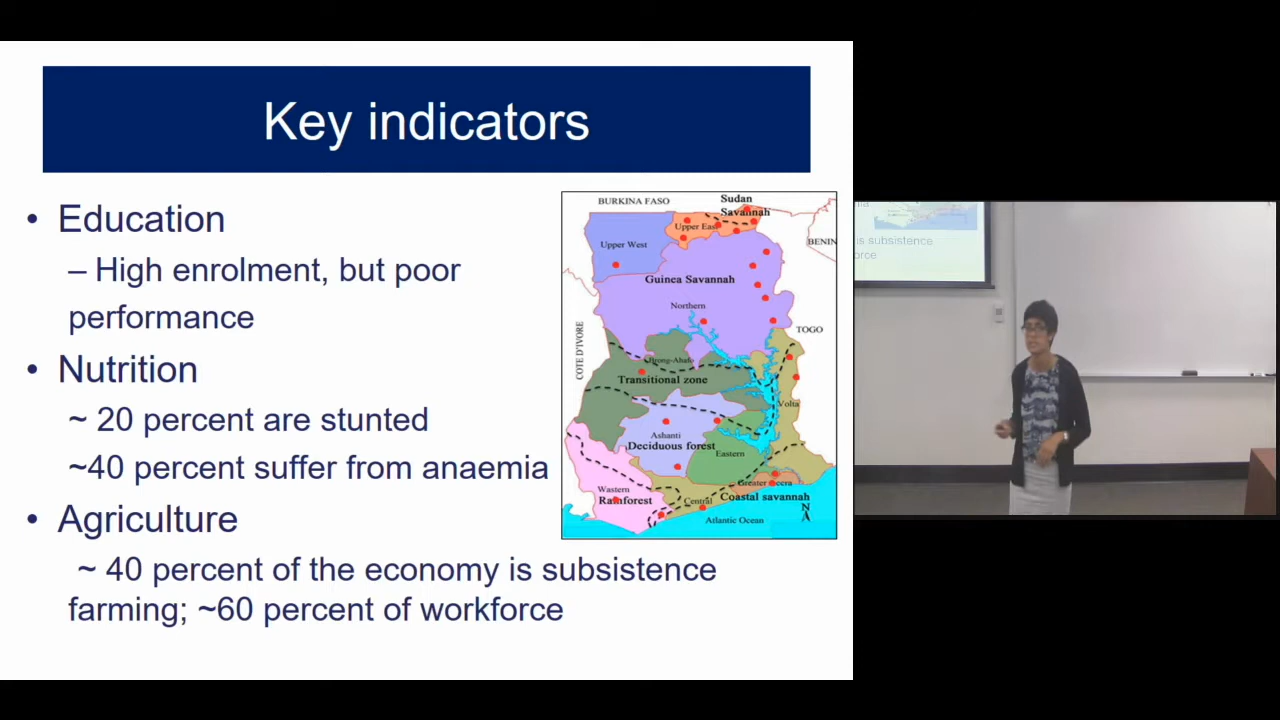 Key indicators
• Education
– High enrolment, but poor
performance
• Nutrition
~ 20 percent are stunted
~40 percent suffer from anaemia
• Agriculture
~ 40 percent of the economy is subsistence
farming; ~60 percent of workforce
BURKINA FASO
Sudan
Savannah
Upper East
Upper West
BENIN
Guinea Savannah
Northern
TOGO
COTE D'IVORE
Brong-Ahafo
Transitional zone
Volta
Ashanti
Deciduous forest
Eastern
Greater Accra
Western
Rainforest
Central
Coastal savannah
N
Atlantic Ocean
is subsistence